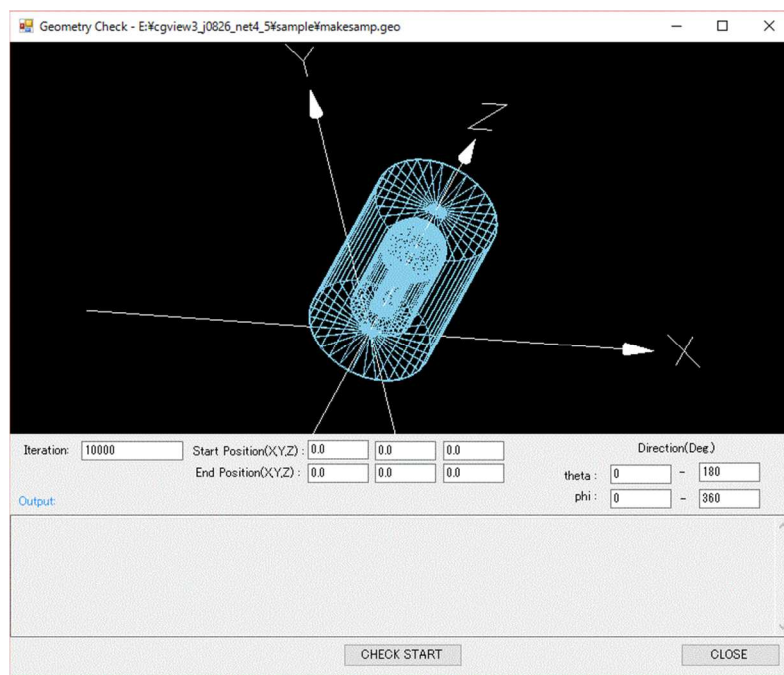 Geometry Check - E:¥cgview3_j0826_net4_5¥sample¥makesamp.geo
Y
Z
X
Iteration: 10000 Start Position(X,Y,Z) : 0.0 0.0 0.0 Direction(Deg.)
End Position(X,Y,Z) : 0.0 0.0 0.0 theta : 0 - 180
phi : 0 - 360
Output:
CHECK START CLOSE